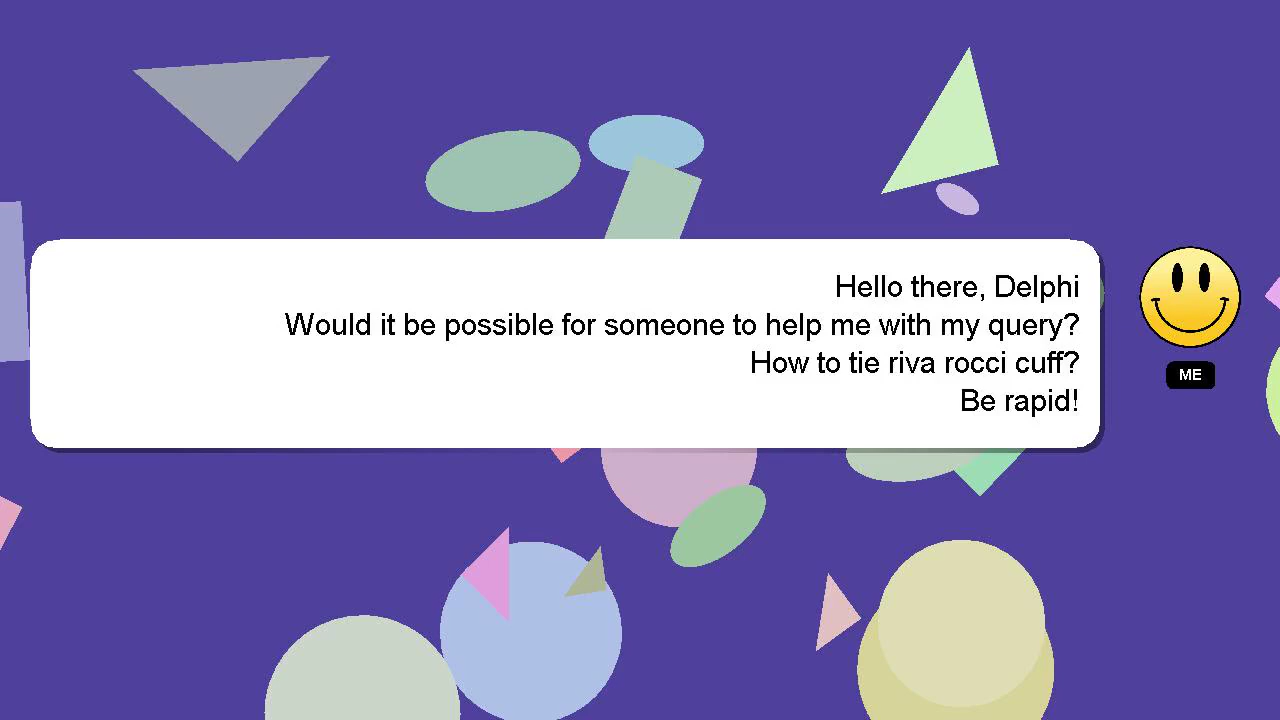 Hello there, Delphi
Would it be possible for someone to help me with my query?
How to tie riva rocci cuff?
Be rapid!
ME